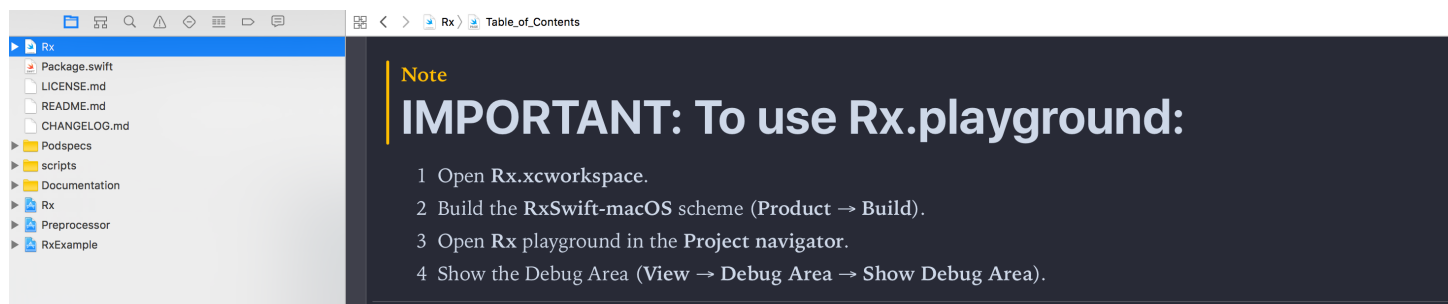 Rx
Package.swift
LICENSE.md
README.md
CHANGELOG.md
Podspecs
scripts
Documentation
Rx
Preprocessor
RxExample
Rx Table_of_Contents
Note
IMPORTANT: To use Rx.playground:
1 Open Rx.xcworkspace.
2 Build the RxSwift-macOS scheme (Product → Build).
3 Open Rx playground in the Project navigator.
4 Show the Debug Area (View → Debug Area → Show Debug Area).